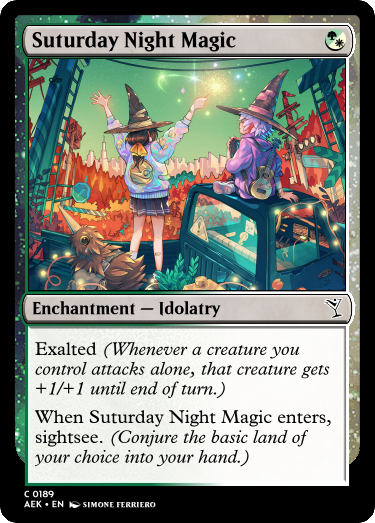 Suturday Night Magic
Enchantment — Idolatry
Exalted (Whenever a creature you
control attacks alone, that creature gets
+1/+1 until end of turn.)
When Suturday Night Magic enters,
sightsee. (Conjure the basic land of
your choice into your hand.)
C 0189
AEK • EN SIMONE FERRIERO